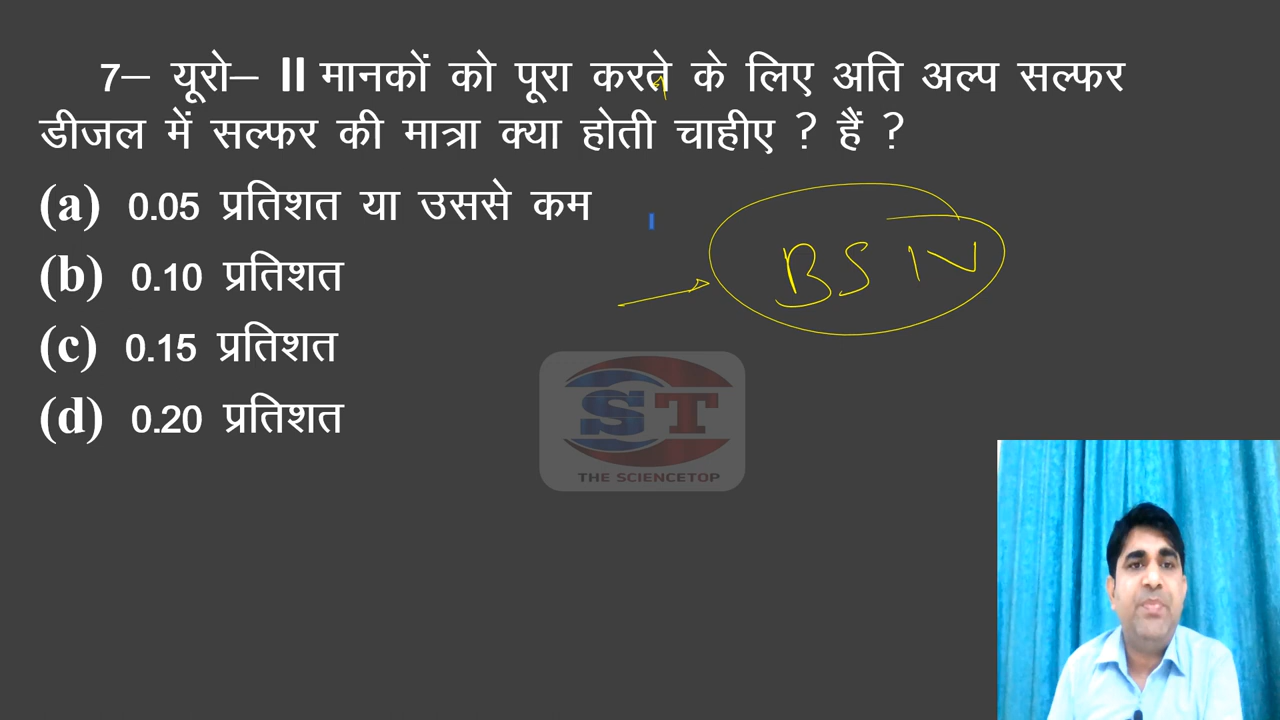 7– यूरो– II मानकों को पूरा करते के लिए अति अल्प सल्फर
डीजल में सल्फर की मात्रा क्या होती चाहीए ? हैं ?
(a) 0.05 प्रतिशत या उससे कम
(b) 0.10 प्रतिशत
(c) 0.15 प्रतिशत
(d) 0.20 प्रतिशत
BS IV
ST
THE SCIENCETOP